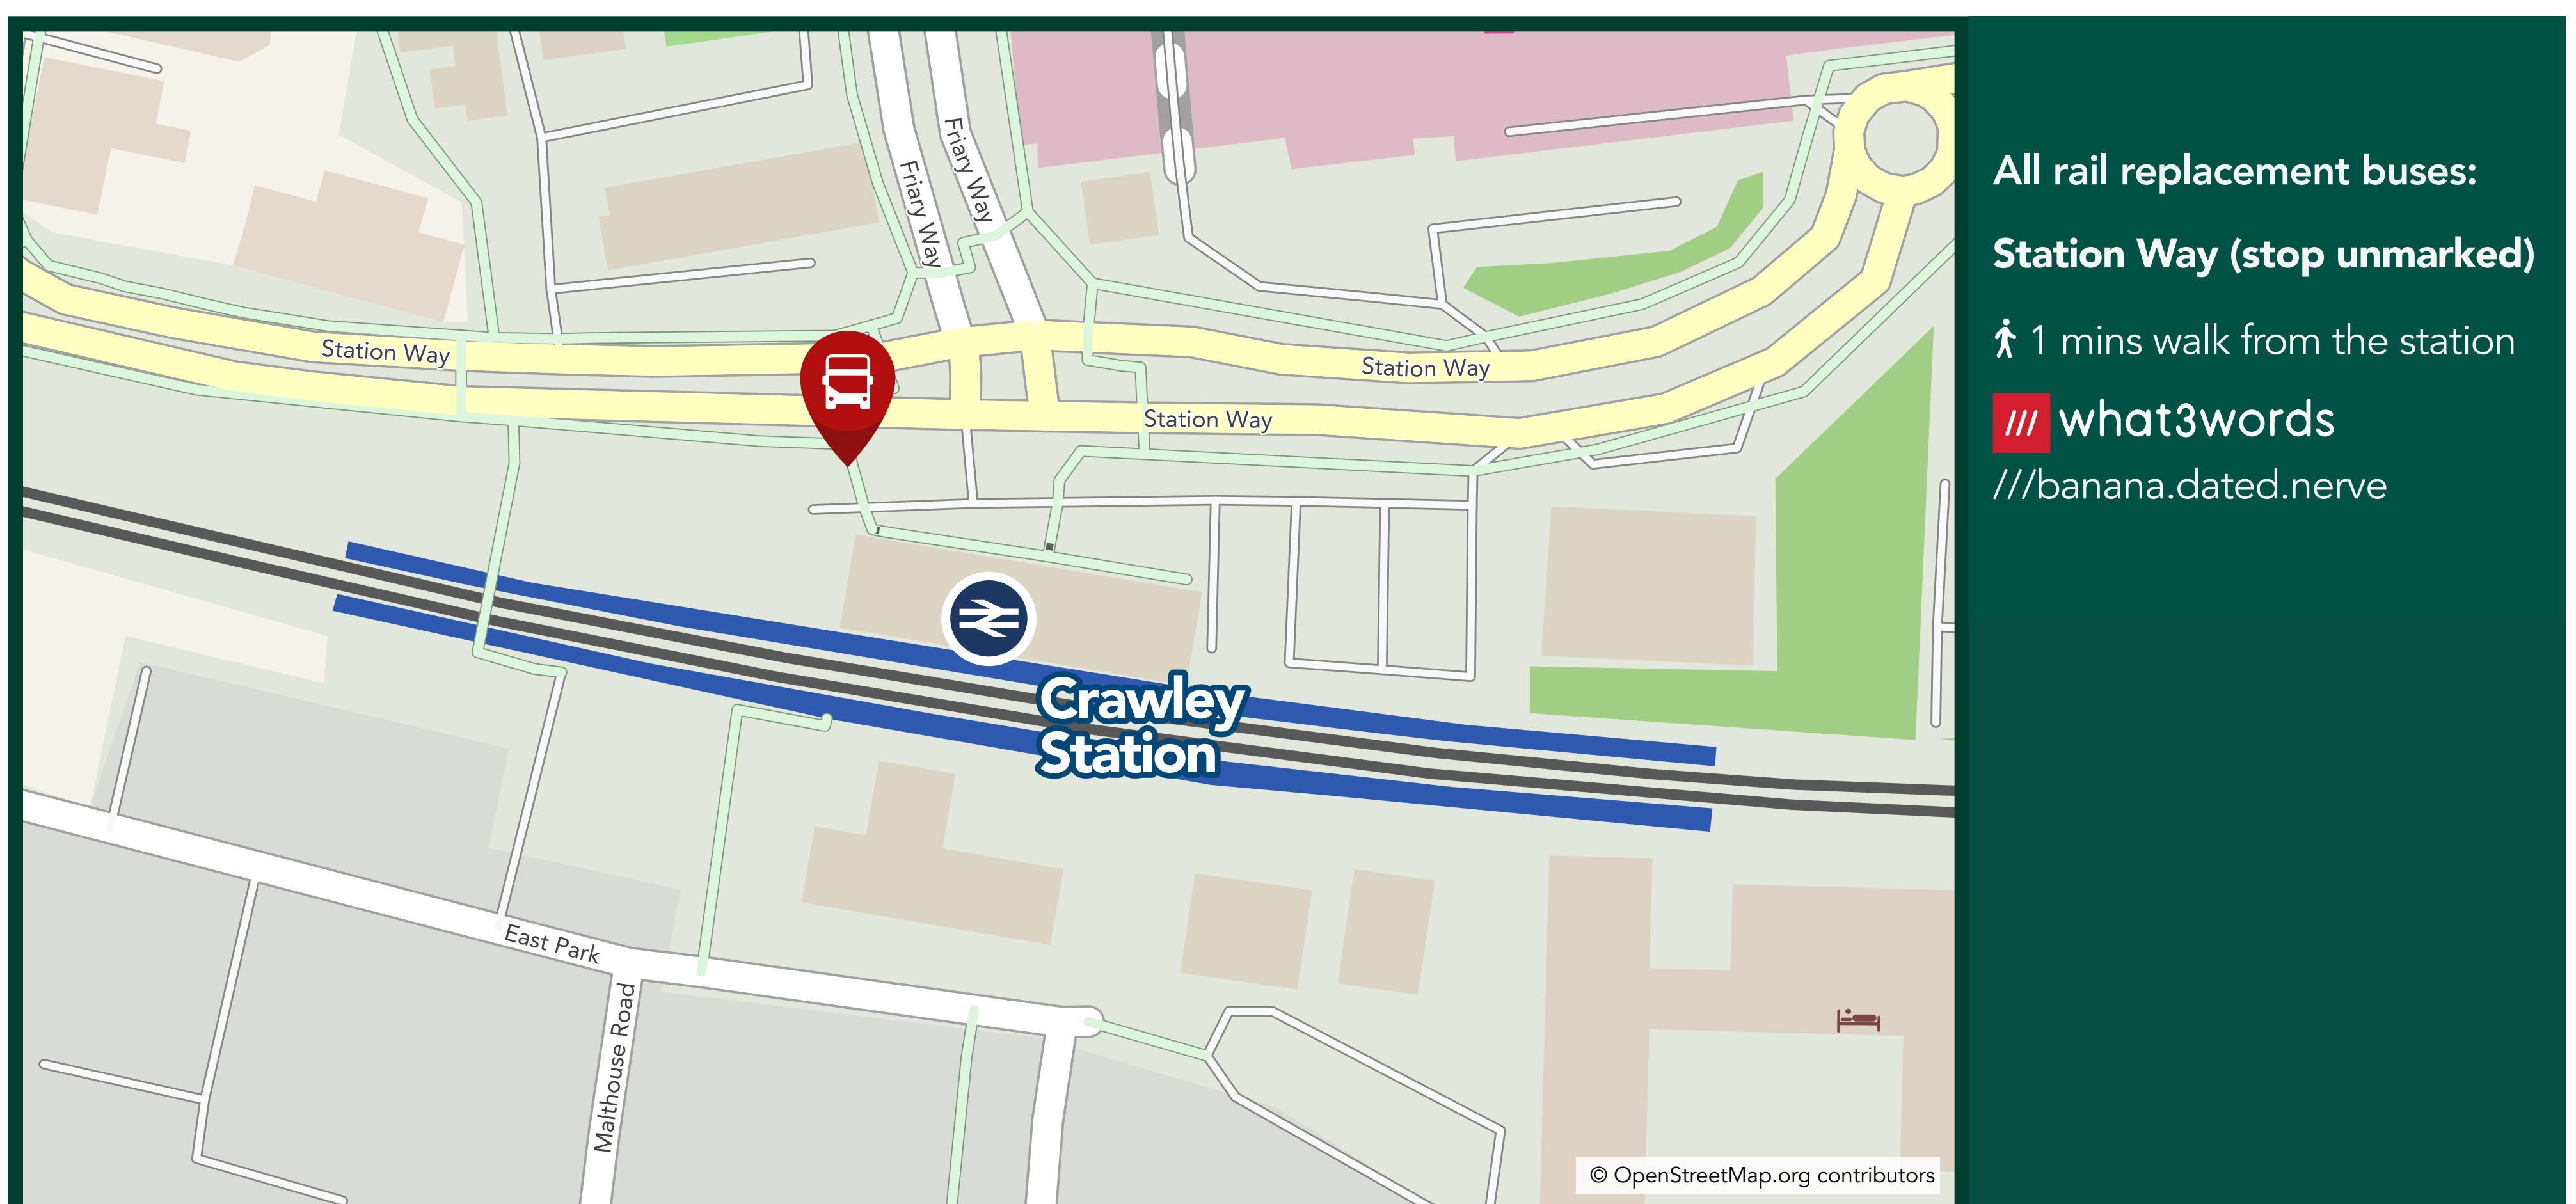 Friary Way
Friary Way
Station Way
Station Way
Station Way
Crawley
Station
East Park
Malthouse Road
© OpenStreetMap.org contributors
All rail replacement buses:
Station Way (stop unmarked)
1 mins walk from the station
/// what3words
///banana.dated.nerve